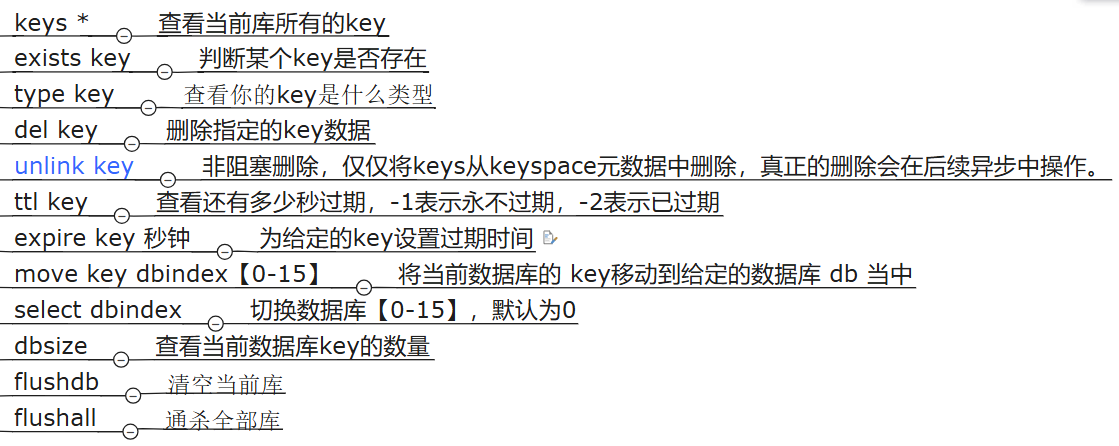 keys * 查看当前库所有的key
exists key 判断某个key是否存在
type key 查看你的key是什么类型
del key 删除指定的key数据
unlink key 非阻塞删除，仅仅将keys从keyspace元数据中删除，真正的删除会在后续异步中操作。
ttl key 查看还有多少秒过期，-1表示永不过期，-2表示已过期
expire key 秒钟 为给定的key设置过期时间
move key dbindex【0-15】 将当前数据库的 key移动到给定的数据库 db 当中
select dbindex 切换数据库【0-15】，默认为0
dbsize 查看当前数据库key的数量
flushdb 清空当前库
flushall 通杀全部库